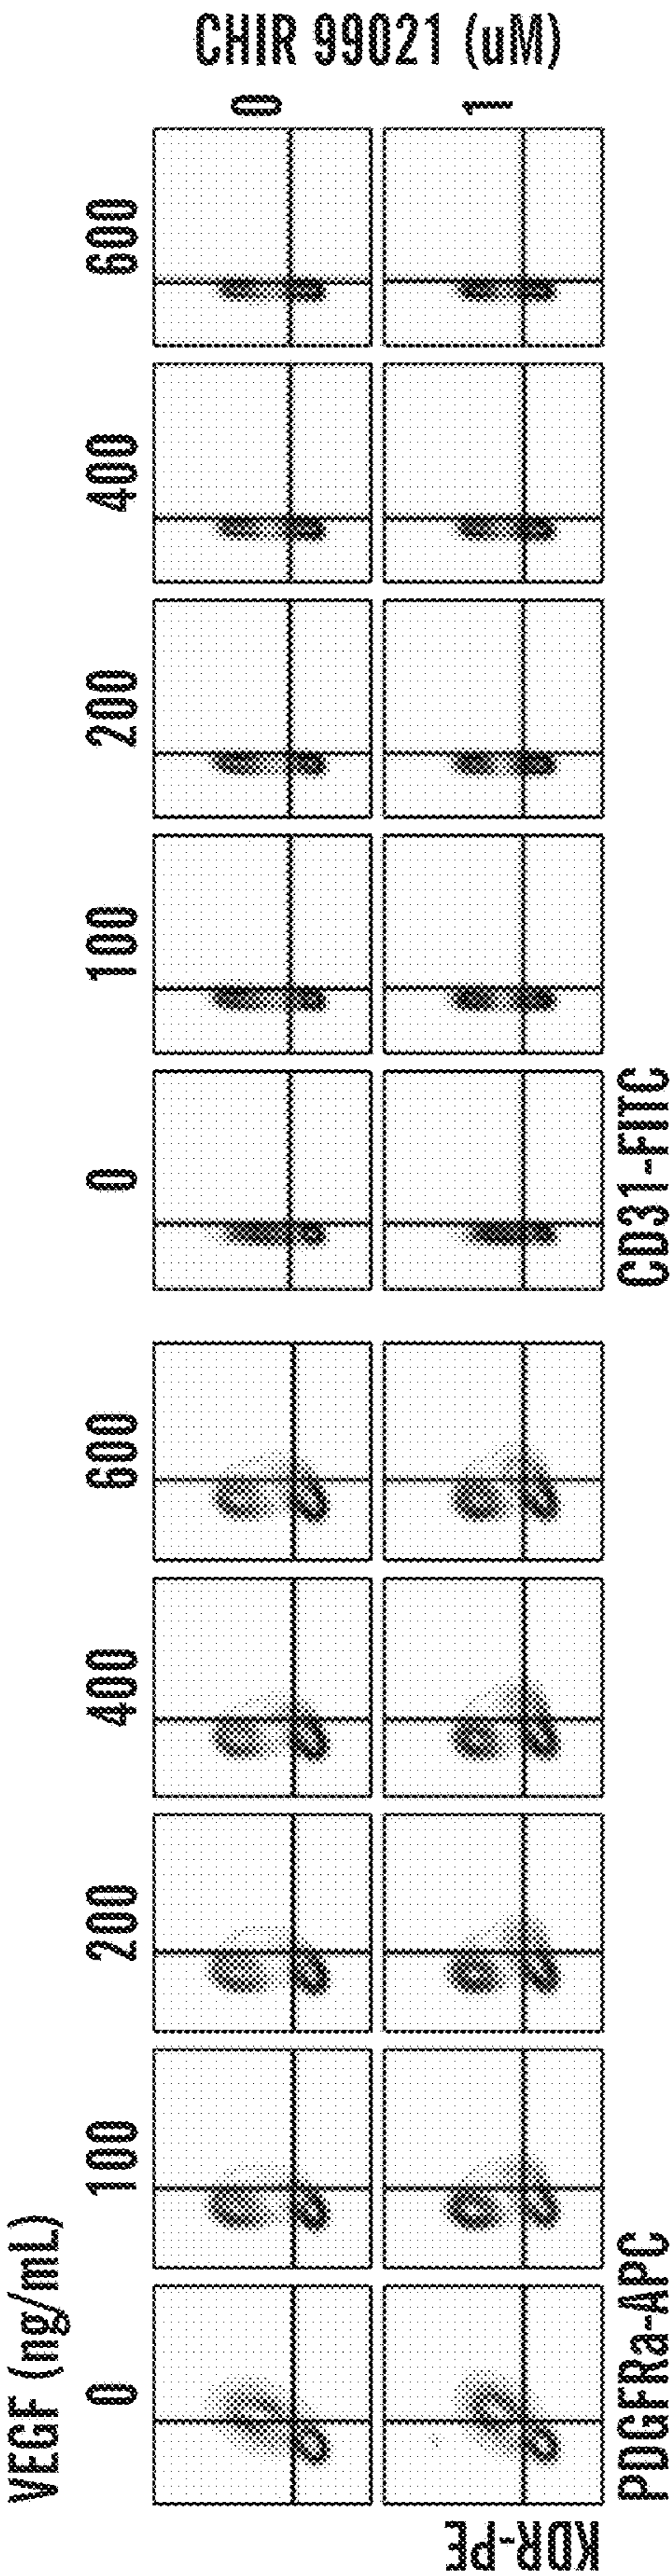 VEGF (ng/mL)
0 100 200 400 600 0 100 200 400 600
CHIR 99021 (uM)
0
1
KDR-PE
PDGFRa-APC
CD31-FITC